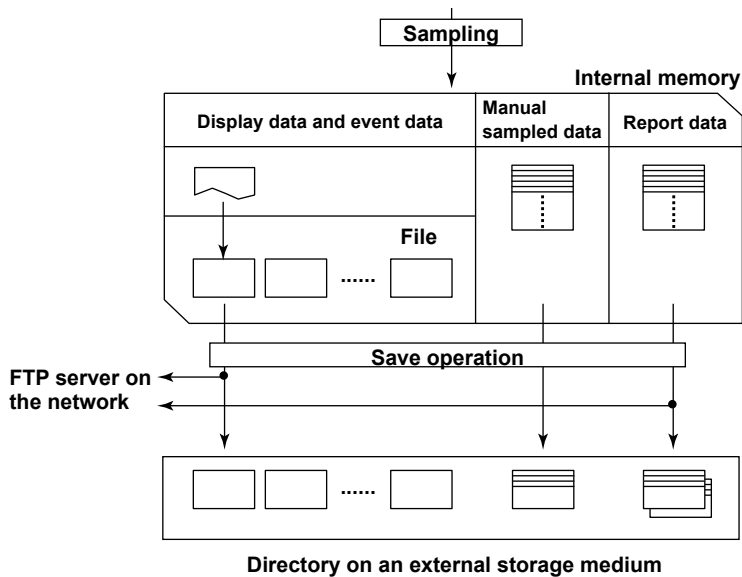 Sampling
Internal memory
Display data and event data
Manual
sampled data
Report data
File
......
Save operation
FTP server on
the network
......
Directory on an external storage medium